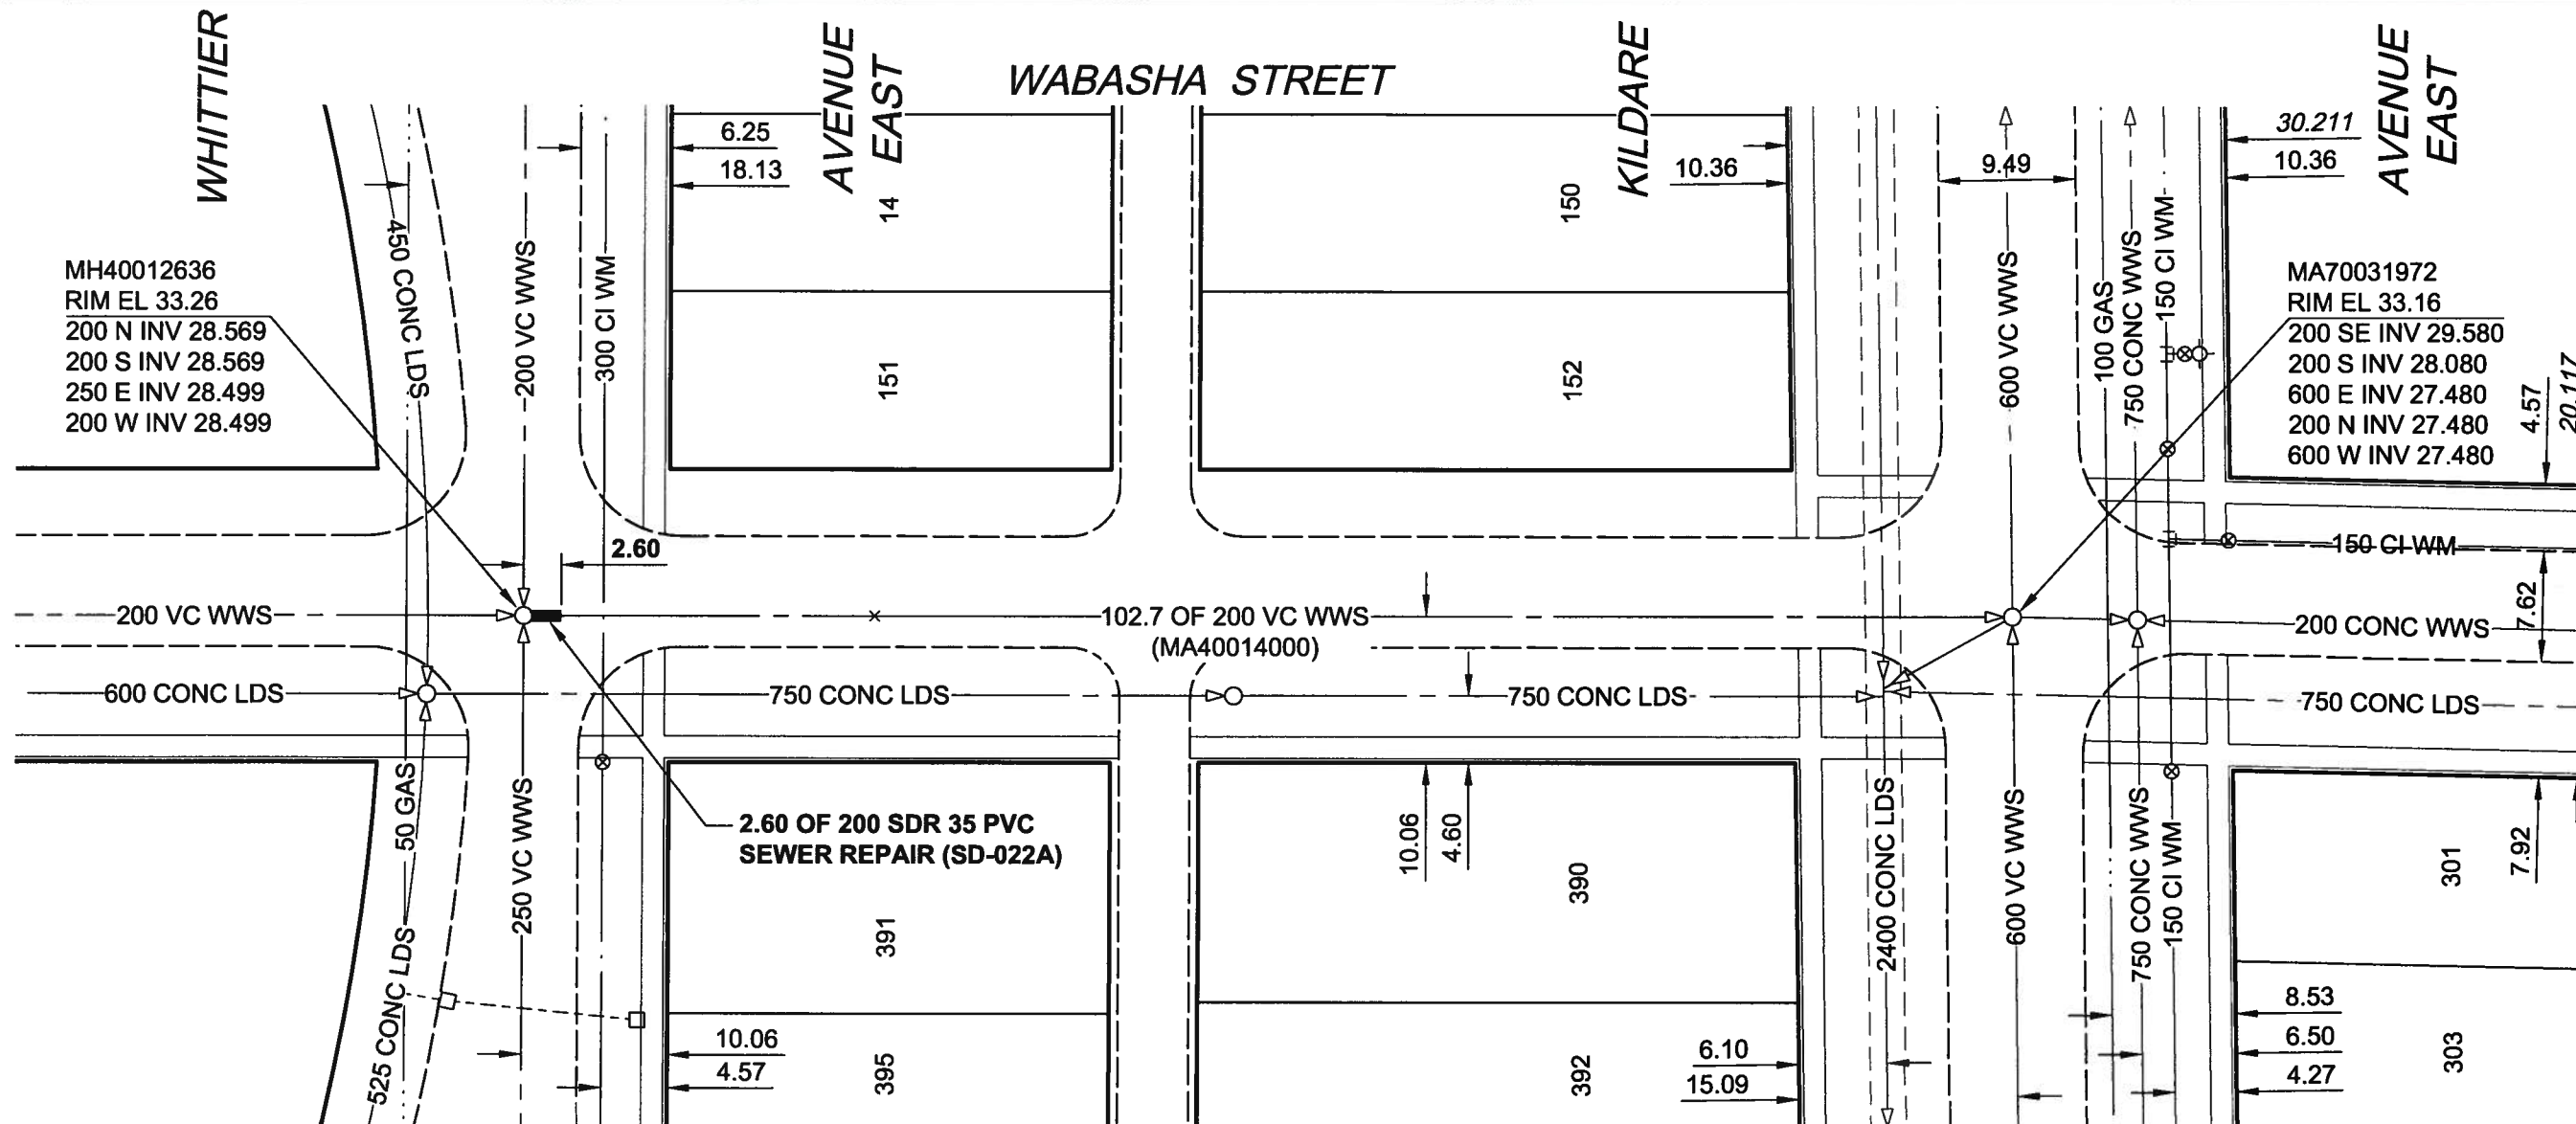 WHITTIER
AVENUE
EAST
WABASHA STREET
KILDARE
AVENUE
EAST
6.25
18.13
14
150
10.36
9.49
30.211
10.36
MH40012636
RIM EL 33.26
200 N INV 28.569
200 S INV 28.569
250 E INV 28.499
200 W INV 28.499
450 CONC LDS
200 VC WWS
300 CI WM
151
152
600 VC WWS
100 GAS
750 CONC WWS
150 CI WM
MA70031972
RIM EL 33.16
200 SE INV 29.580
200 S INV 28.080
600 E INV 27.480
200 N INV 27.480
600 W INV 27.480
4.57
20.117
2.60
150 CI WM
200 VC WWS
102.7 OF 200 VC WWS
(MA40014000)
200 CONC WWS
7.62
600 CONC LDS
750 CONC LDS
750 CONC LDS
750 CONC LDS
50 GAS
250 VC WWS
2.60 OF 200 SDR 35 PVC
SEWER REPAIR (SD-022A)
10.06
4.60
390
391
2400 CONC LDS
600 VC WWS
750 CONC WWS
150 CI WM
301
7.92
525 CONC LDS
10.06
4.57
395
392
6.10
15.09
8.53
6.50
4.27
303